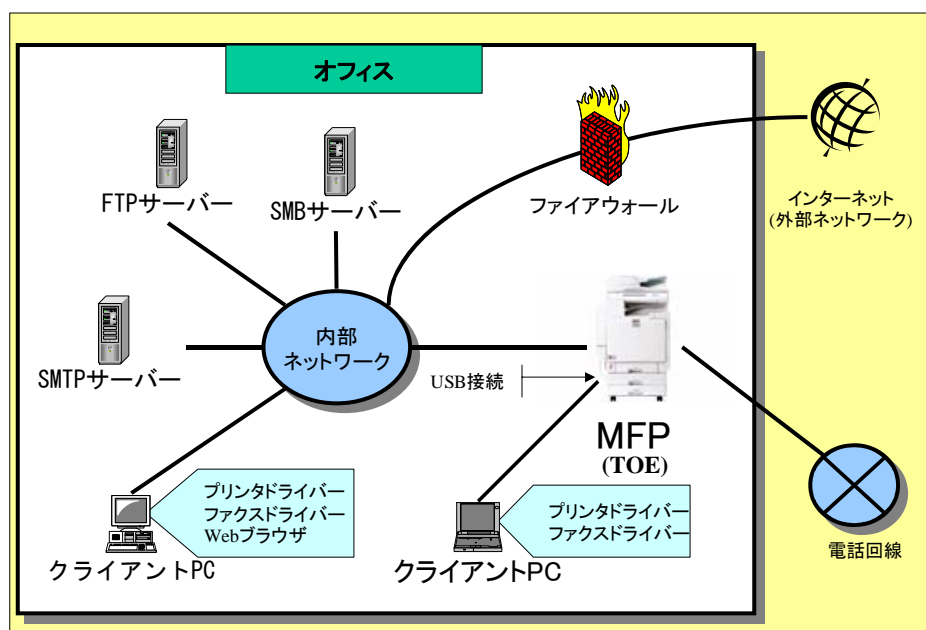 オフィス
FTPサーバー
SMBサーバー
ファイアウォール
インターネット
(外部ネットワーク)
内部
ネットワーク
SMTPサーバー
USB接続
MFP
(TOE)
プリンタドライバー
ファクスドライバー
Webブラウザ
クライアントPC
プリンタドライバー
ファクスドライバー
クライアントPC
電話回線